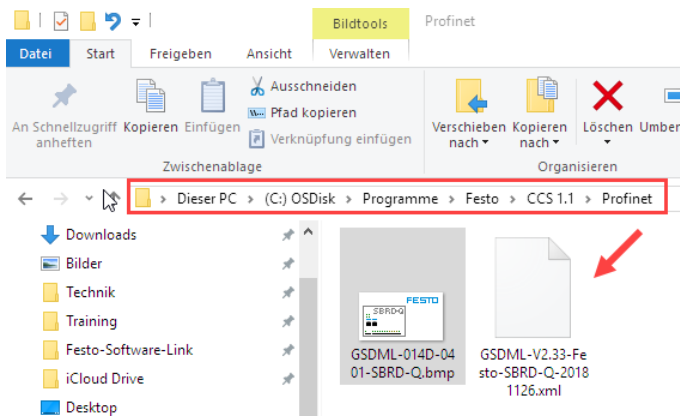 Bildtools
Profinet
Datei
Start
Freigeben
Ansicht
Verwalten
An Schnellzugriff
anheften
Kopieren
Einfügen
Ausschneiden
Pfad kopieren
Verknüpfung einfügen
Zwischenablage
Verschieben
nach
Kopieren
nach
Löschen
Umber
Organisieren
Dieser PC > (C:) OSDisk > Programme > Festo > CCS 1.1 > Profinet
Downloads
Bilder
Technik
Training
Festo-Software-Link
iCloud Drive
Desktop
FESTO
SBRD-Q
GSDML-014D-04
01-SBRD-Q.bmp
GSDML-V2.33-Fe
sto-SBRD-Q-2018
1126.xml